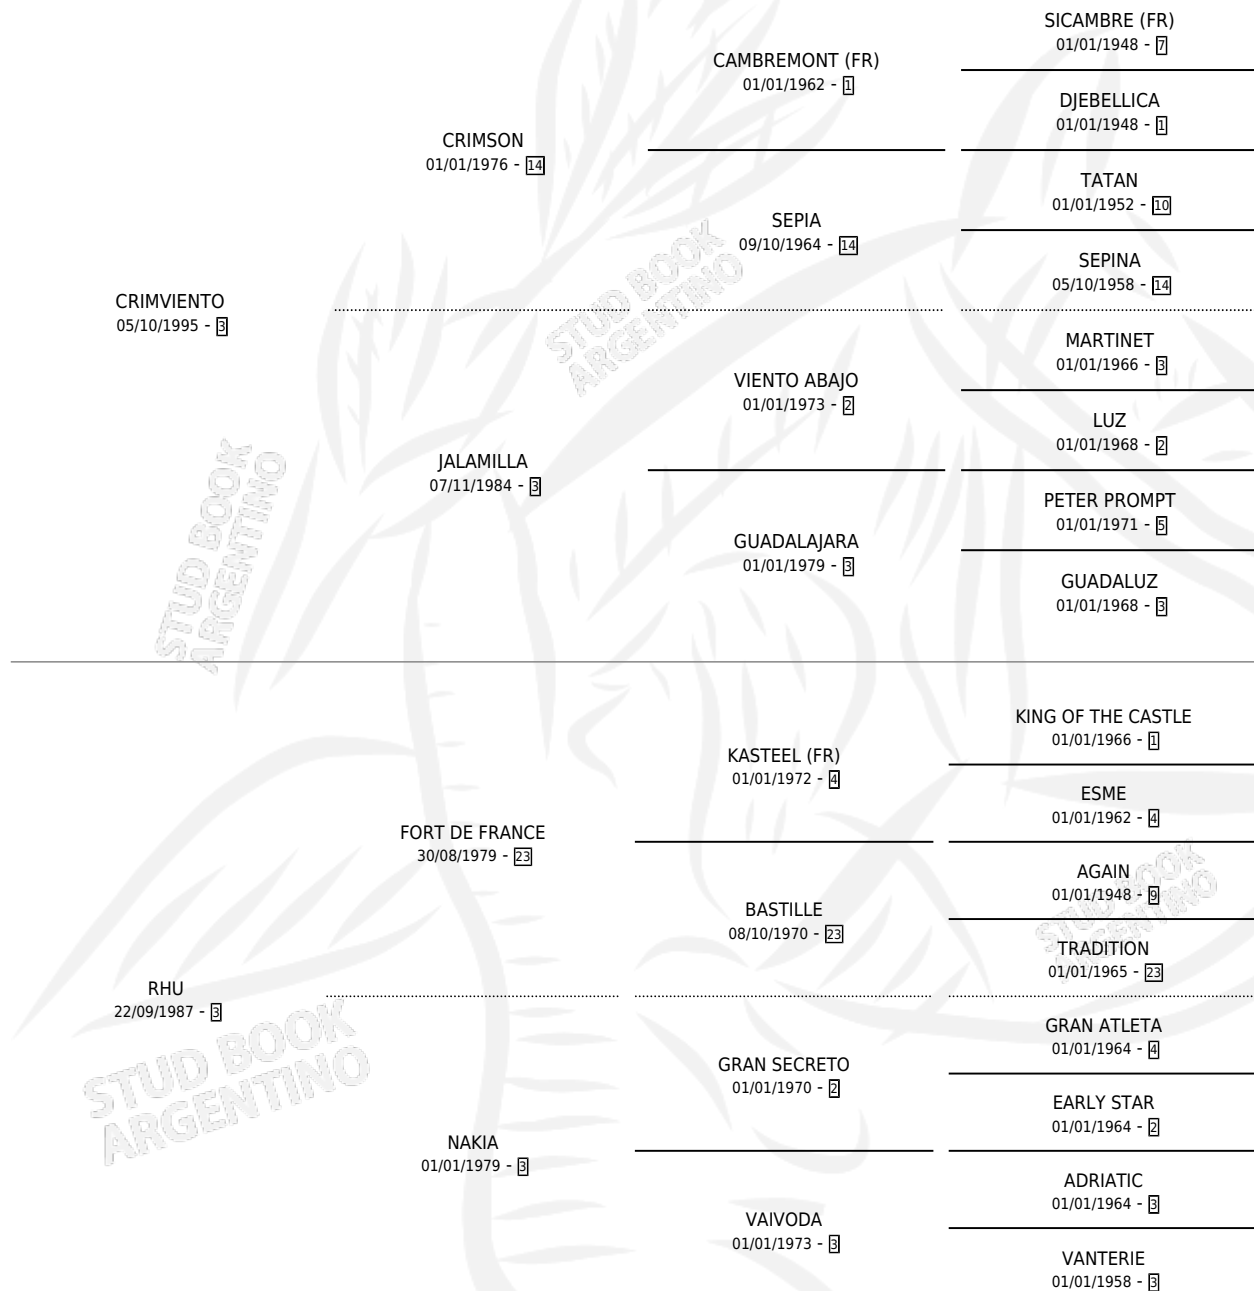 SICAMBRE (FR)
01/01/1948 - 7
CAMBREMONT (FR)
01/01/1962 - 1
DJEBELLICA
01/01/1948 - 1
CRIMSON
01/01/1976 - 14
TATAN
01/01/1952 - 10
SEPIA
09/10/1964 - 14
SEPINA
05/10/1958 - 14
CRIMVIENTO
05/10/1995 - 3
MARTINET
01/01/1966 - 3
VIENTO ABAJO
01/01/1973 - 2
LUZ
01/01/1968 - 2
JALAMILLA
07/11/1984 - 3
PETER PROMPT
01/01/1971 - 5
GUADALAJARA
01/01/1979 - 3
GUADALUZ
01/01/1968 - 3
KING OF THE CASTLE
01/01/1966 - 1
KASTEEL (FR)
01/01/1972 - 4
ESME
01/01/1962 - 4
FORT DE FRANCE
30/08/1979 - 23
AGAIN
01/01/1948 - 9
BASTILLE
08/10/1970 - 23
TRADITION
01/01/1965 - 23
RHU
22/09/1987 - 3
GRAN ATLETA
01/01/1964 - 4
GRAN SECRETO
01/01/1970 - 2
EARLY STAR
01/01/1964 - 2
NAKIA
01/01/1979 - 3
ADRIATIC
01/01/1964 - 3
VAIVODA
01/01/1973 - 3
VANTERIE
01/01/1958 - 3
STUD BOOK
ARGENTINO
STUD BOOK
ARGENTINO
STUD BOOK
ARGENTINO
STUD BOOK
ARGENTINO